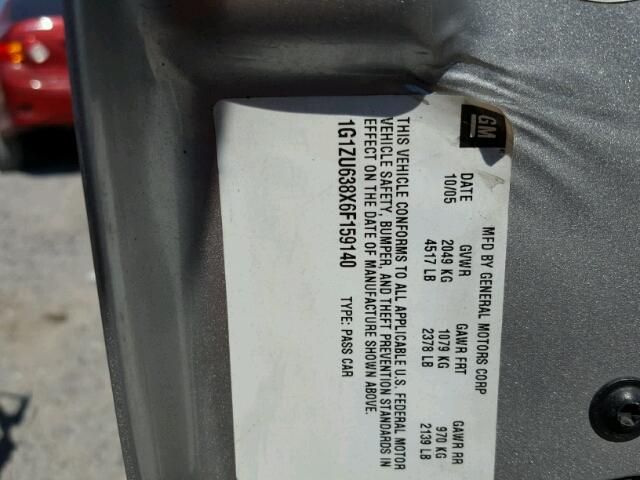 GM
MFD BY GENERAL MOTORS CORP
DATE GVWR GAWR FRT GAWR RR
10/05 2049 KG 1079 KG 970 KG
4517 LB 2378 LB 2139 LB
THIS VEHICLE CONFORMS TO ALL APPLICABLE U.S. FEDERAL MOTOR
VEHICLE SAFETY, BUMPER, AND THEFT PREVENTION STANDARDS IN
EFFECT ON THE DATE OF MANUFACTURE SHOWN ABOVE.
1G1ZU638X6F159140 TYPE: PASS CAR